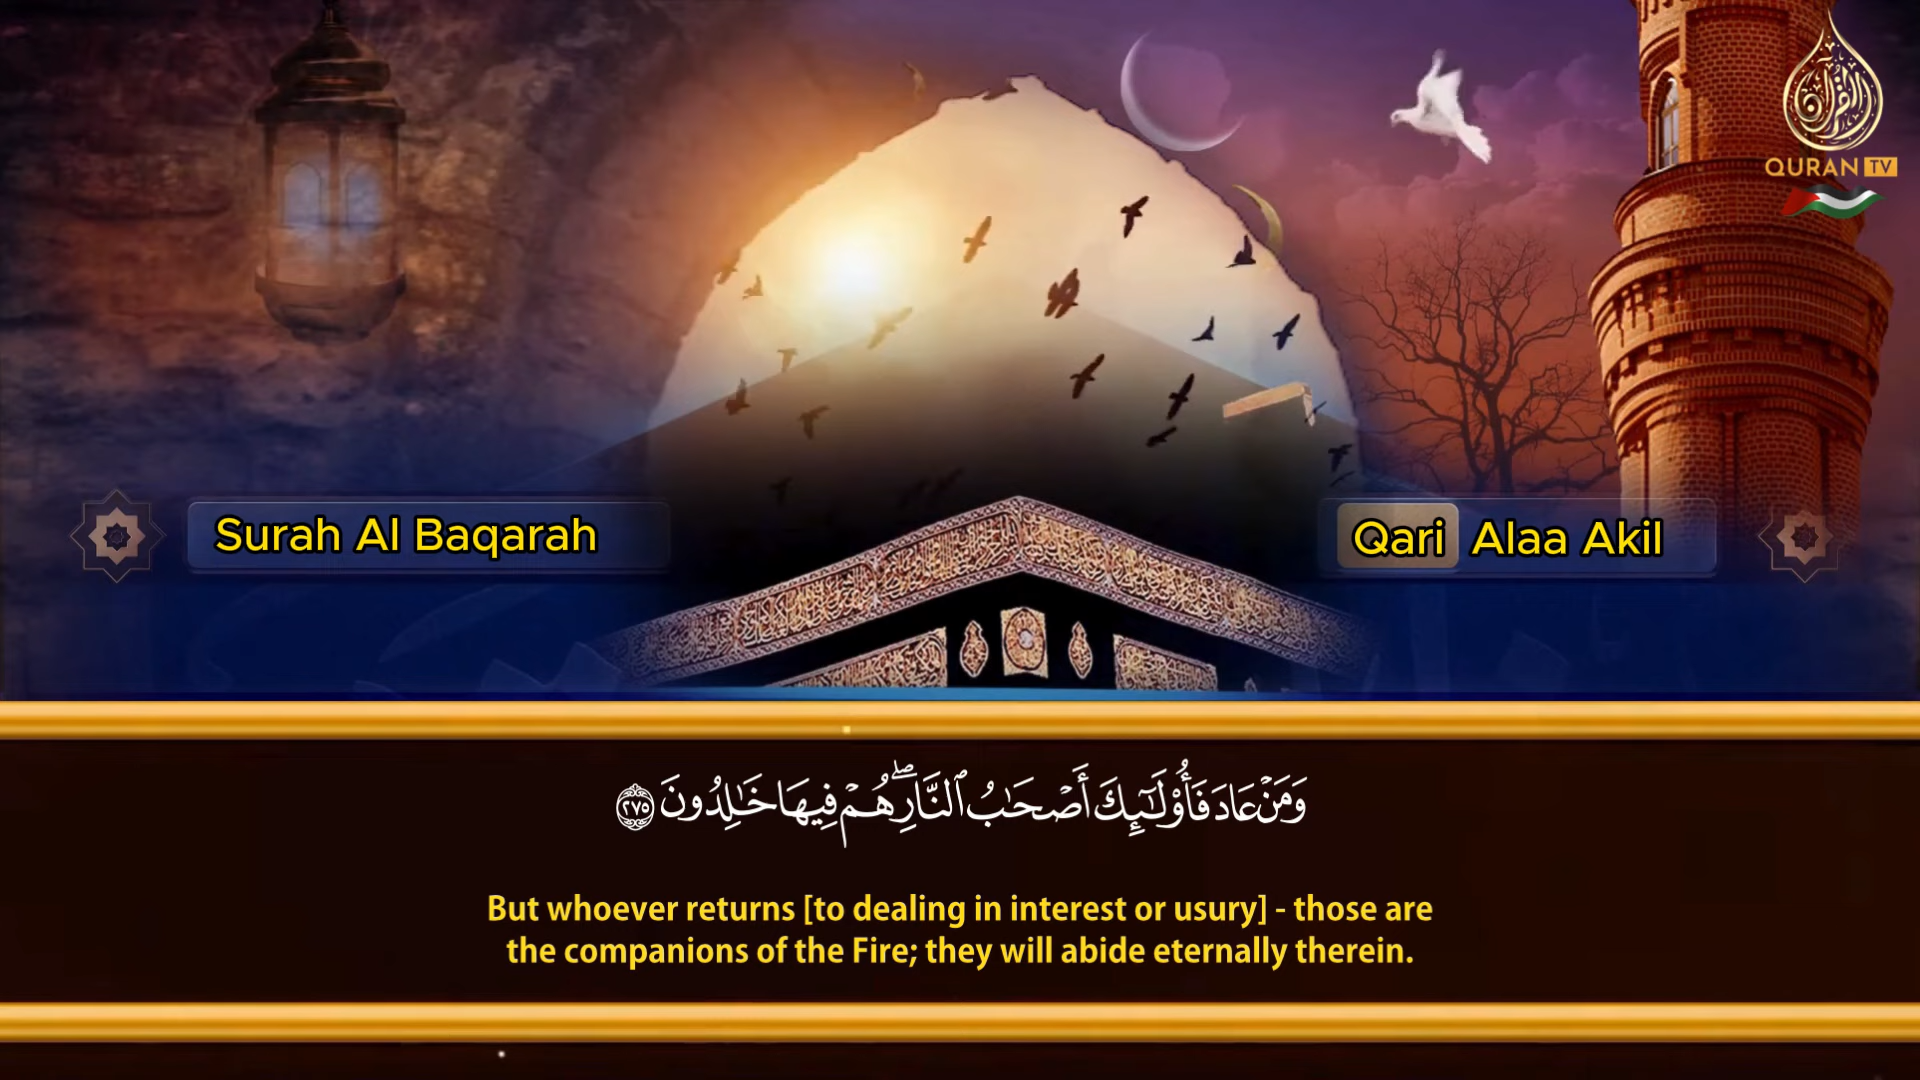 القرآن
QURAN TV
Surah Al Baqarah
Qari Alaa Akil
وَمَنْ عَادَ فَأُو۟لَٰٓئِكَ أَصْحَٰبُ ٱلنَّارِ ۖ هُمْ فِيهَا خَٰلِدُونَ ٢٧٥
But whoever returns [to dealing in interest or usury] - those are
the companions of the Fire; they will abide eternally therein.